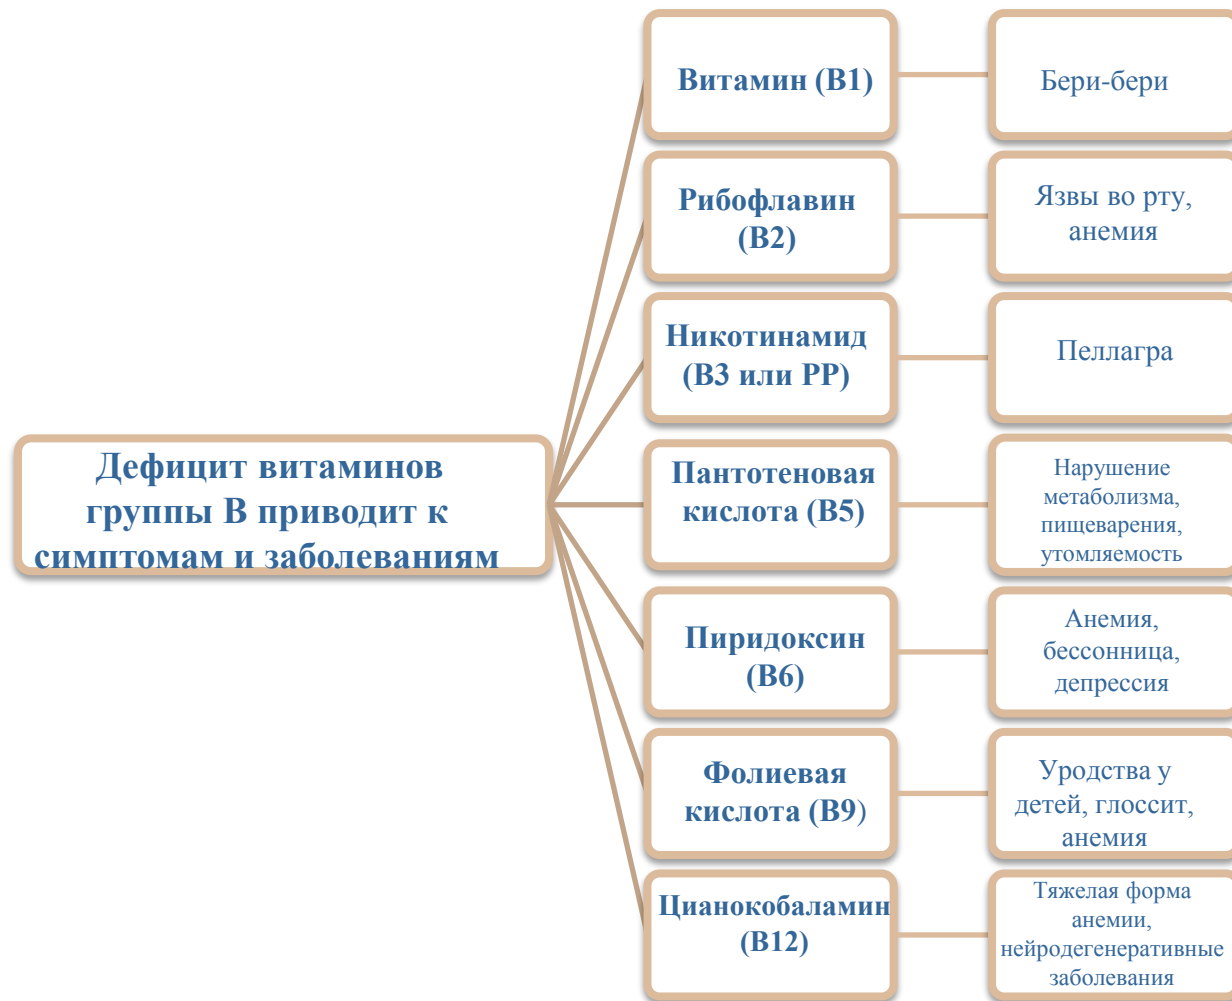 Дефицит витаминов
группы В приводит к
симптомам и заболеваниям
Витамин (В1)
Бери-бери
Рибофлавин
(В2)
Язвы во рту,
анемия
Никотинамид
(В3 или РР)
Пеллагра
Пантотеновая
кислота (В5)
Нарушение
метаболизма,
пищеварения,
утомляемость
Пиридоксин
(В6)
Анемия,
бессонница,
депрессия
Фолиевая
кислота (В9)
Уродства у
детей, глоссит,
анемия
Цианокобаламин
(В12)
Тяжелая форма
анемии,
нейродегенеративные
заболевания